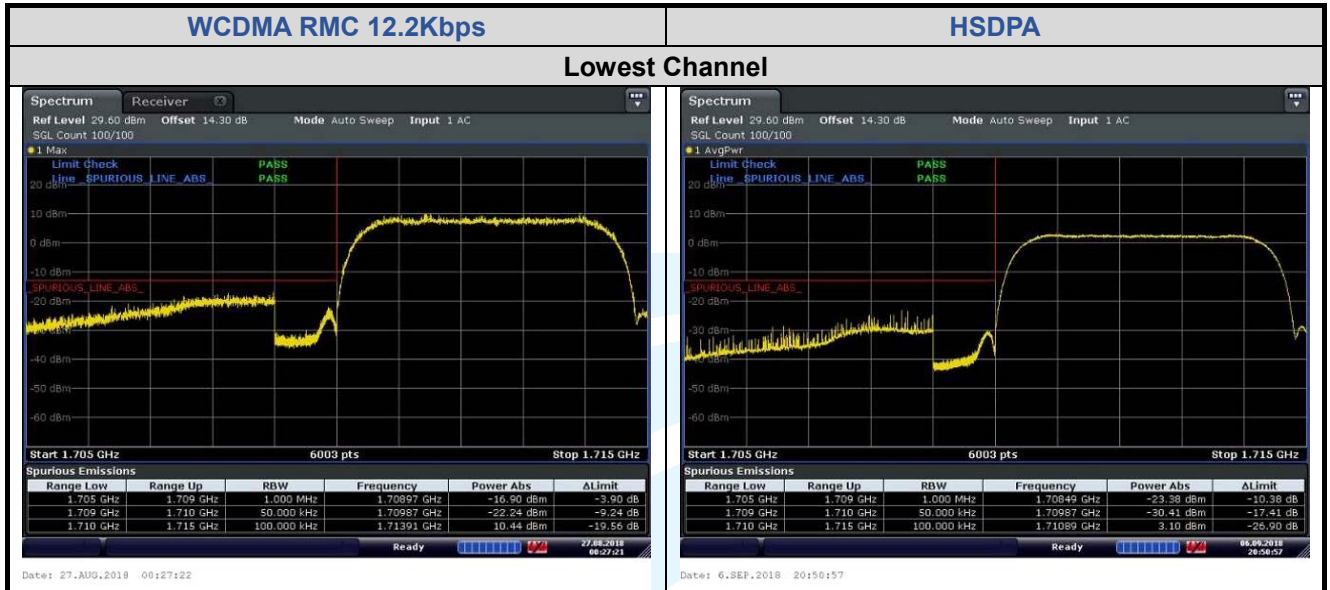 WCDMA RMC 12.2Kbps
HSDPA
Lowest Channel
Spectrum Receiver
Ref Level 29.60 dBm Offset 14.30 dB Mode Auto Sweep Input 1 AC
SGL Count 100/100
1 Max
Limit Check PASS
Line _SPURIOUS_LINE_ABS_ PASS
20 dBm
10 dBm
0 dBm
-10 dBm
_SPURIOUS_LINE_ABS_
-20 dBm
-40 dBm
-50 dBm
-60 dBm
Start 1.705 GHz 6003 pts Stop 1.715 GHz
Spurious Emissions
Range Low Range Up RBW Frequency Power Abs ΔLimit
1.705 GHz 1.709 GHz 1.000 MHz 1.70897 GHz -16.90 dBm -3.90 dB
1.709 GHz 1.710 GHz 50.000 kHz 1.70987 GHz -22.24 dBm -9.24 dB
1.710 GHz 1.715 GHz 100.000 kHz 1.71391 GHz 10.44 dBm -19.56 dB
Ready 27.08.2018
00:27:21
Date: 27.AUG.2018 00:27:22
Spectrum
Ref Level 29.60 dBm Offset 14.30 dB Mode Auto Sweep Input 1 AC
SGL Count 100/100
1 AvgPwr
Limit Check PASS
Line _SPURIOUS_LINE_ABS_ PASS
20 dBm
10 dBm
0 dBm
-10 dBm
_SPURIOUS_LINE_ABS_
-20 dBm
-30 dBm
-50 dBm
-60 dBm
Start 1.705 GHz 6003 pts Stop 1.715 GHz
Spurious Emissions
Range Low Range Up RBW Frequency Power Abs ΔLimit
1.705 GHz 1.709 GHz 1.000 MHz 1.70849 GHz -23.38 dBm -10.38 dB
1.709 GHz 1.710 GHz 50.000 kHz 1.70987 GHz -30.41 dBm -17.41 dB
1.710 GHz 1.715 GHz 100.000 kHz 1.71089 GHz 3.10 dBm -26.90 dB
Ready 06.09.2018
20:50:57
Date: 6.SEP.2018 20:50:57